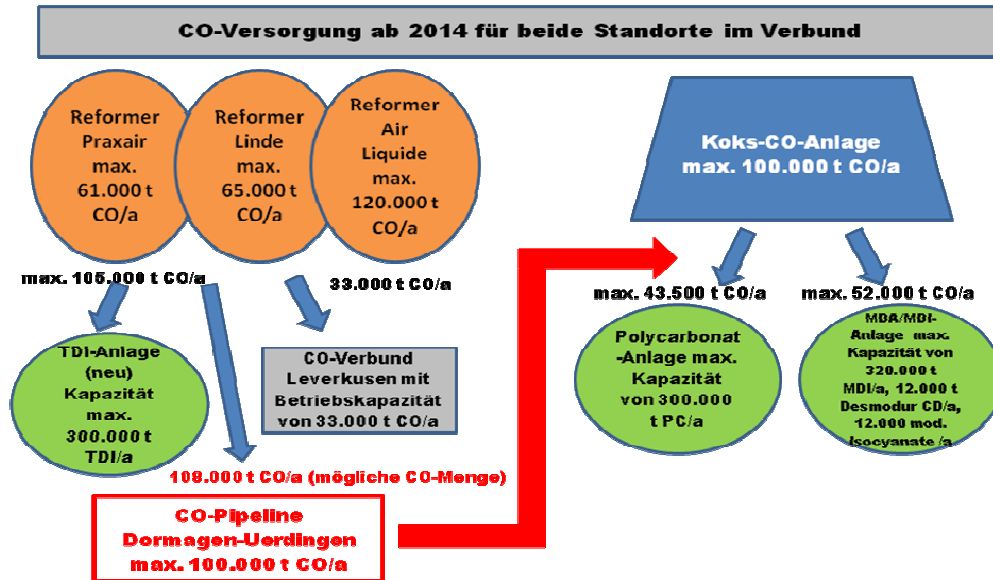 CO-Versorgung ab 2014 für beide Standorte im Verbund
Reformer
Praxair
max.
61.000 t
CO/a
Reformer
Linde
max.
65.000 t
CO/a
Reformer
Air
Liquide
max.
120.000 t
CO/a
Koks-CO-Anlage
max. 100.000 t CO/a
max. 105.000 t CO/a
33.000 t CO/a
max. 43.500 t CO/a
max. 52.000 t CO/a
TDI-Anlage
(neu)
Kapazität
max.
300.000 t
TDI/a
CO-Verbund
Leverkusen mit
Betriebskapazität
von 33.000 t CO/a
Polycarbonat
-Anlage max.
Kapazität
von 300.000
t PC/a
MDA/MDI-
Anlage max.
Kapazität von
320.000 t
MDI/a, 12.000 t
Desmodur CD/a,
12.000 mod.
Isocyanate /a
108.000 t CO/a (mögliche CO-Menge)
CO-Pipeline
Dormagen-Uerdingen
max. 100.000 t CO/a